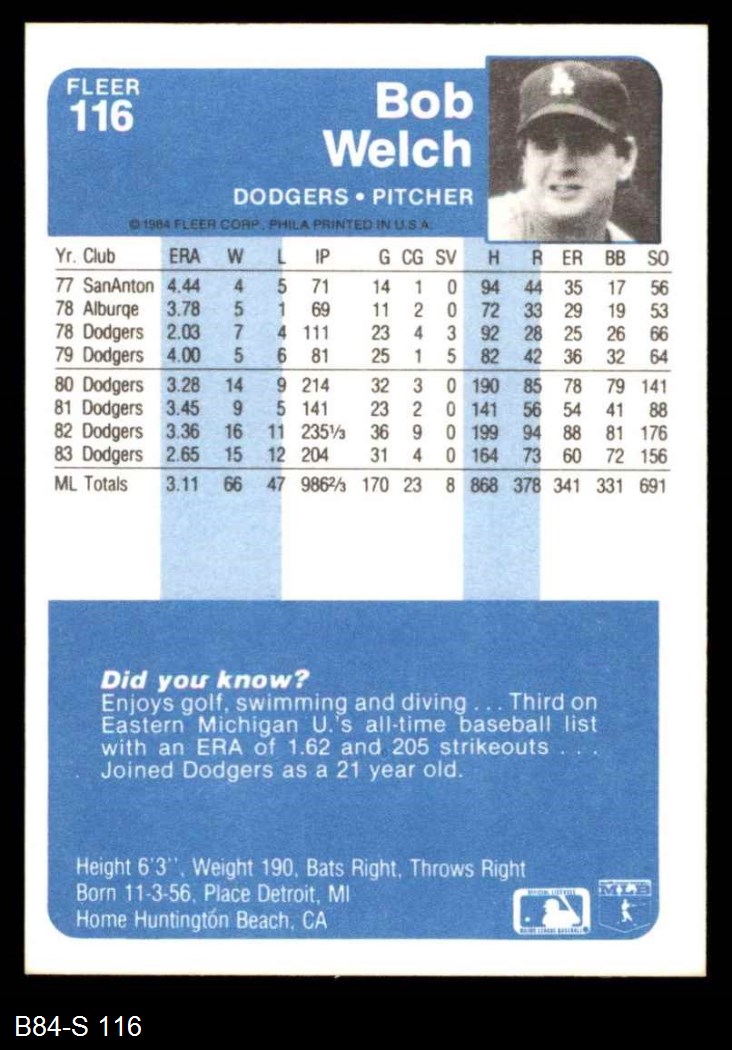 FLEER
116
Bob
Welch
DODGERS • PITCHER
© 1984 FLEER CORP. PHILA PRINTED IN U.S.A.
Yr. Club ERA W L IP G CG SV H R ER BB SO
77 SanAnton 4.44 4 5 71 14 1 0 94 44 35 17 56
78 Alburqe 3.78 5 1 69 11 2 0 72 33 29 19 53
78 Dodgers 2.03 7 4 111 23 4 3 92 28 25 26 66
79 Dodgers 4.00 5 6 81 25 1 5 82 42 36 32 64
80 Dodgers 3.28 14 9 214 32 3 0 190 85 78 79 141
81 Dodgers 3.45 9 5 141 23 2 0 141 56 54 41 88
82 Dodgers 3.36 16 11 235⅓ 36 9 0 199 94 88 81 176
83 Dodgers 2.65 15 12 204 31 4 0 164 73 60 72 156
ML Totals 3.11 66 47 986⅔ 170 23 8 868 378 341 331 691
Did you know?
Enjoys golf, swimming and diving . . . Third on
Eastern Michigan U.'s all-time baseball list
with an ERA of 1.62 and 205 strikeouts . . .
Joined Dodgers as a 21 year old.
Height 6'3'', Weight 190, Bats Right, Throws Right
Born 11-3-56, Place Detroit, MI
Home Huntington Beach, CA
MLB
MAJOR LEAGUE BASEBALL
B84-S 116